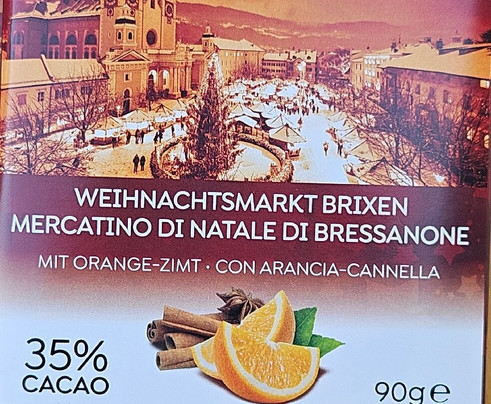 WEIHNACHTSMARKT BRIXEN
MERCATINO DI NATALE DI BRESSANONE
MIT ORANGE-ZIMT · CON ARANCIA-CANNELLA
35%
CACAO
90g e